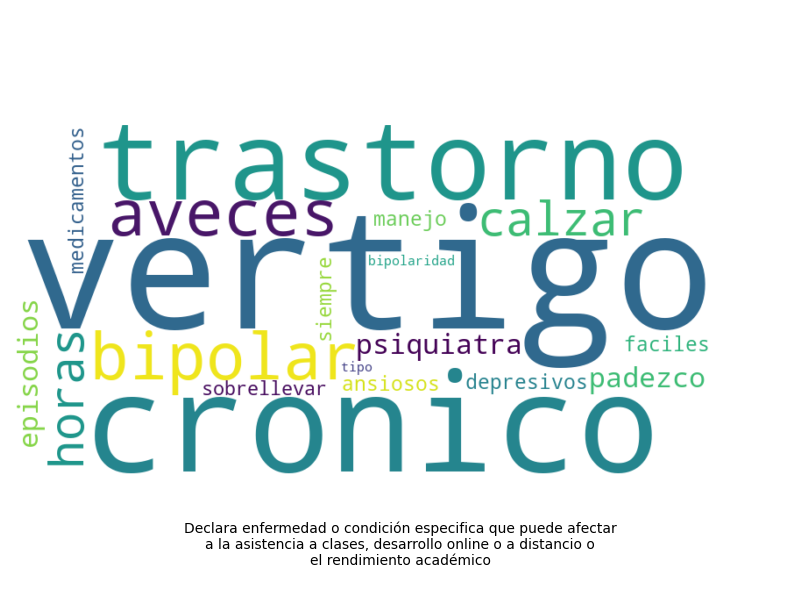 medicamentos
trastorno
aveces
manejo
calzar
vertigo
bipolaridad
siempre
episodios
horas
bipolar
psiquiatra
faciles
tipo
sobrellevar
ansiosos
depresivos
padezco
cronico
Declara enfermedad o condición especifica que puede afectar
a la asistencia a clases, desarrollo online o a distancio o
el rendimiento académico